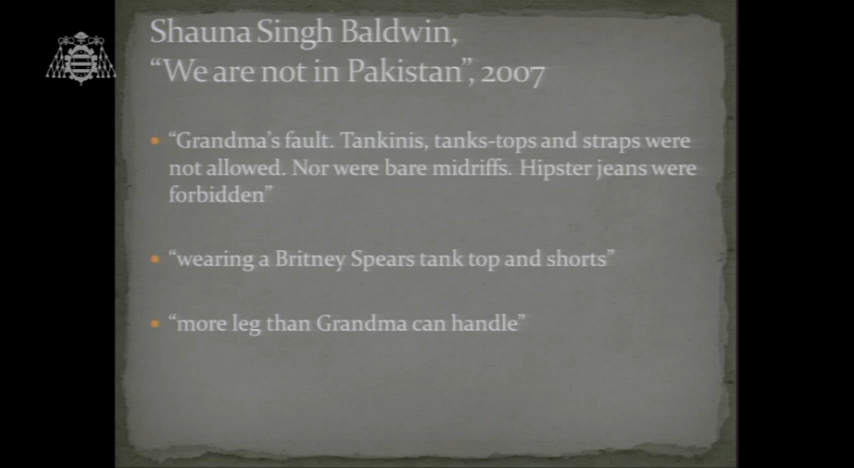 Shauna Singh Baldwin,
“We are not in Pakistan”, 2007
• “Grandma’s fault. Tankinis, tanks-tops and straps were
not allowed. Nor were bare midriffs. Hipster jeans were
forbidden”
• “wearing a Britney Spears tank top and shorts”
• “more leg than Grandma can handle”